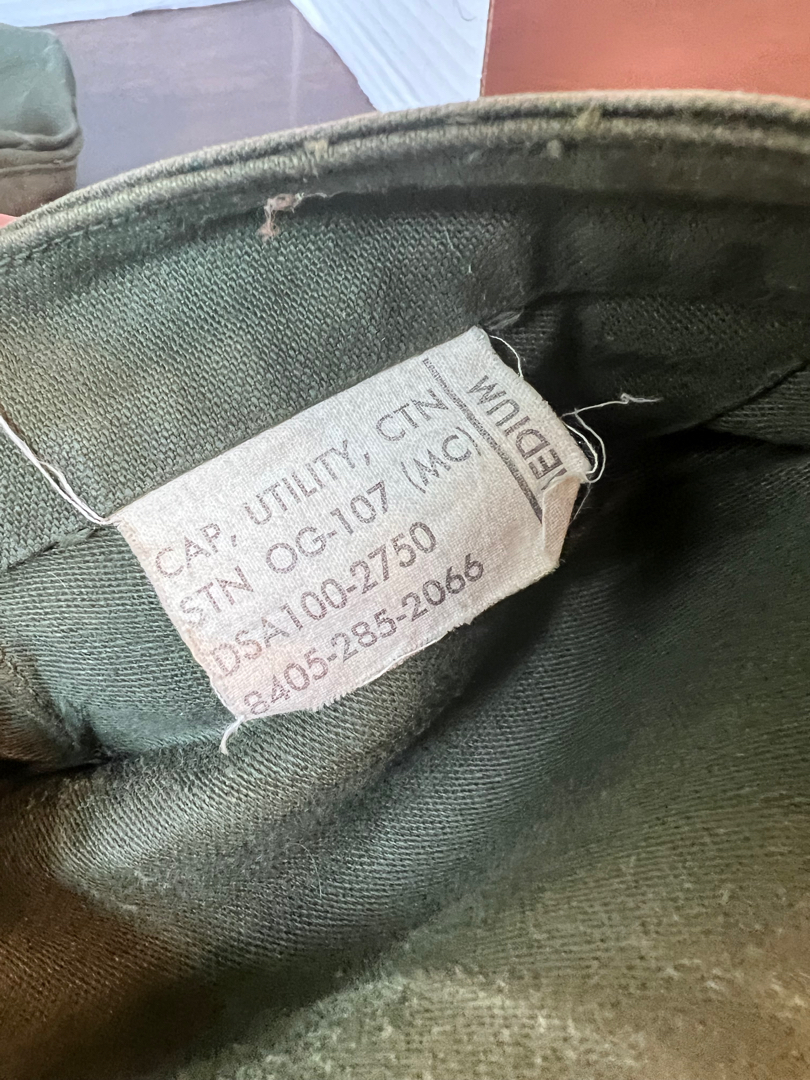 CAP, UTILITY, CTN
STN OG-107 (MC)
DSA100-2750
8405-285-2066
MEDIUM